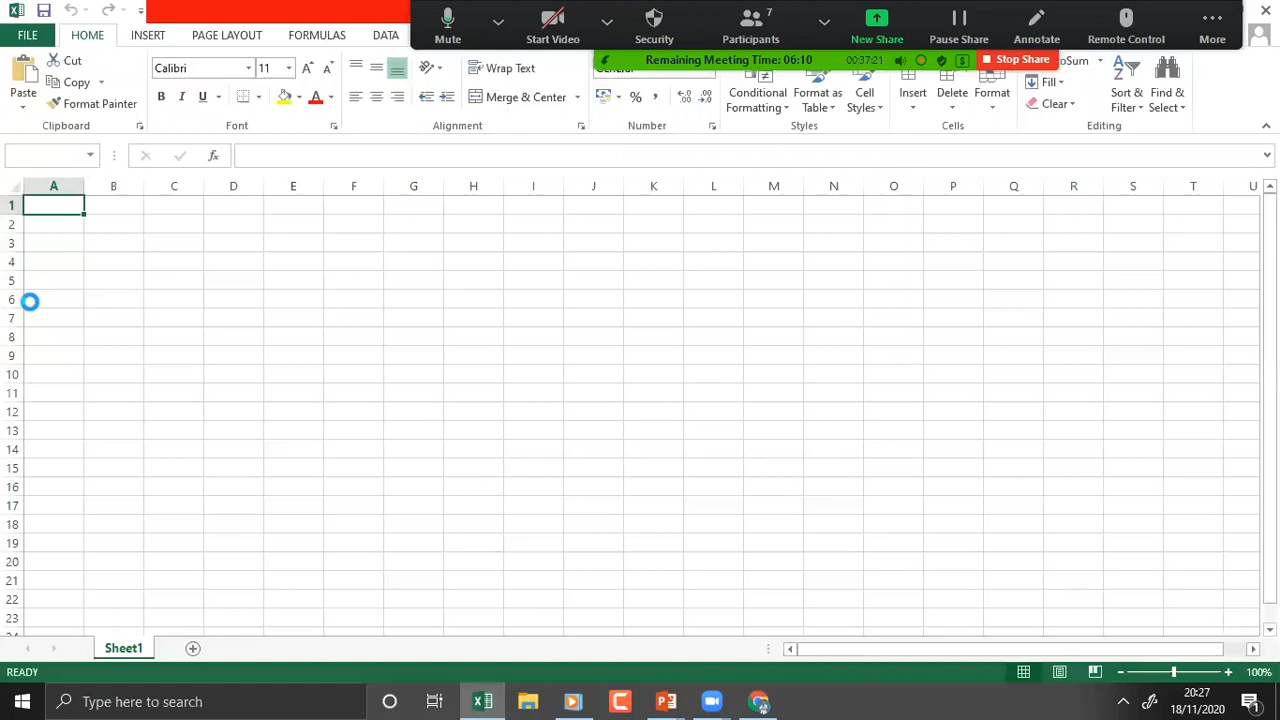 Mute
Start Video
Security
7
Participants
New Share
Pause Share
Annotate
Remote Control
More
FILE
HOME
INSERT
PAGE LAYOUT
FORMULAS
DATA
Remaining Meeting Time: 06:10
00:37:21
Stop Share
Cut
Copy
Format Painter
Paste
Clipboard
Calibri
11
B I U
A
Font
Wrap Text
Merge & Center
Alignment
%
Number
Conditional
Formatting
Format as
Table
Cell
Styles
Styles
Insert
Delete
Format
Cells
Fill
Clear
Sort &
Filter
Find &
Select
Editing
fx
A B C D E F G H I J K L M N O P Q R S T U
1
2
3
4
5
6
7
8
9
10
11
12
13
14
15
16
17
18
19
20
21
22
23
Sheet1
READY
100%
Type here to search
20:27
18/11/2020
1